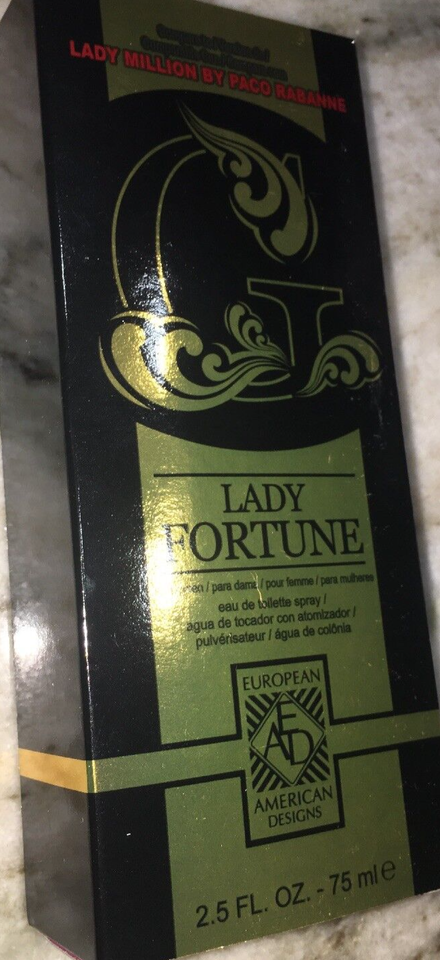 LADY MILLION BY PACO RABANNE
G
LADY
FORTUNE
/ para dama / pour femme / para mulheres
eau de toilette spray /
agua de tocador con atomizador /
pulvérisateur / água de colônia
EUROPEAN
AED
AMERICAN
DESIGNS
2.5 FL. OZ. - 75 ml e